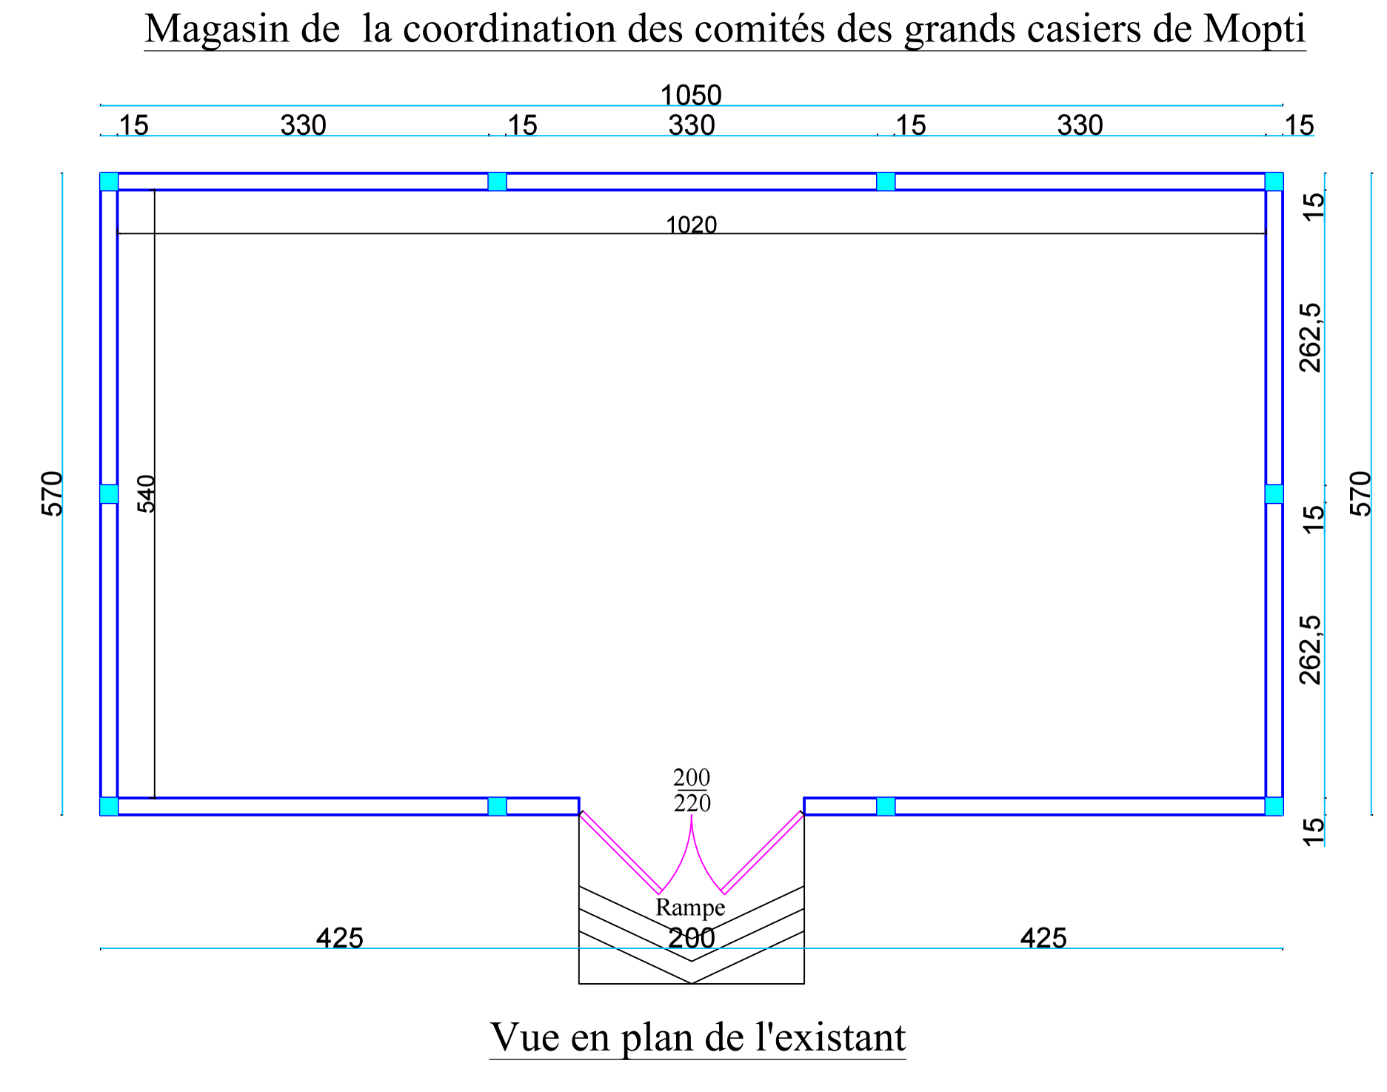 Magasin de la coordination des comités des grands casiers de Mopti
1050
15 330 15 330 15 330 15
1020
15
262,5
570
540
15
570
262,5
200
220
15
Rampe
425 200 425
Vue en plan de l'existant